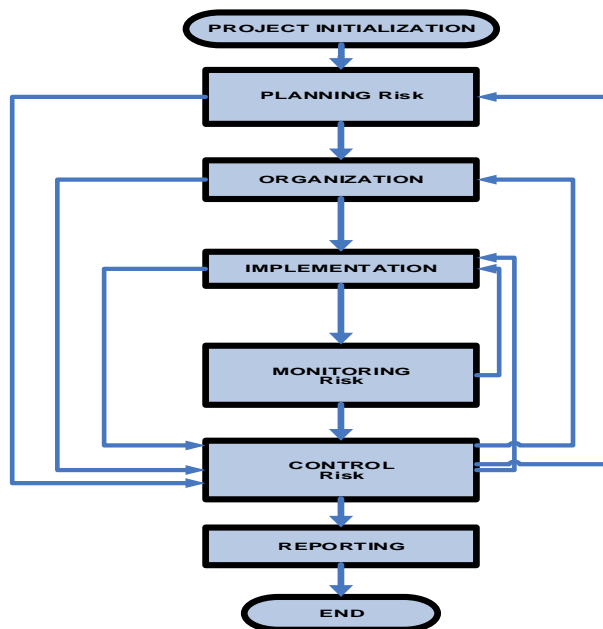 PROJECT INITIALIZATION
PLANNING Risk
ORGANIZATION
IMPLEMENTATION
MONITORING
Risk
CONTROL
Risk
REPORTING
END